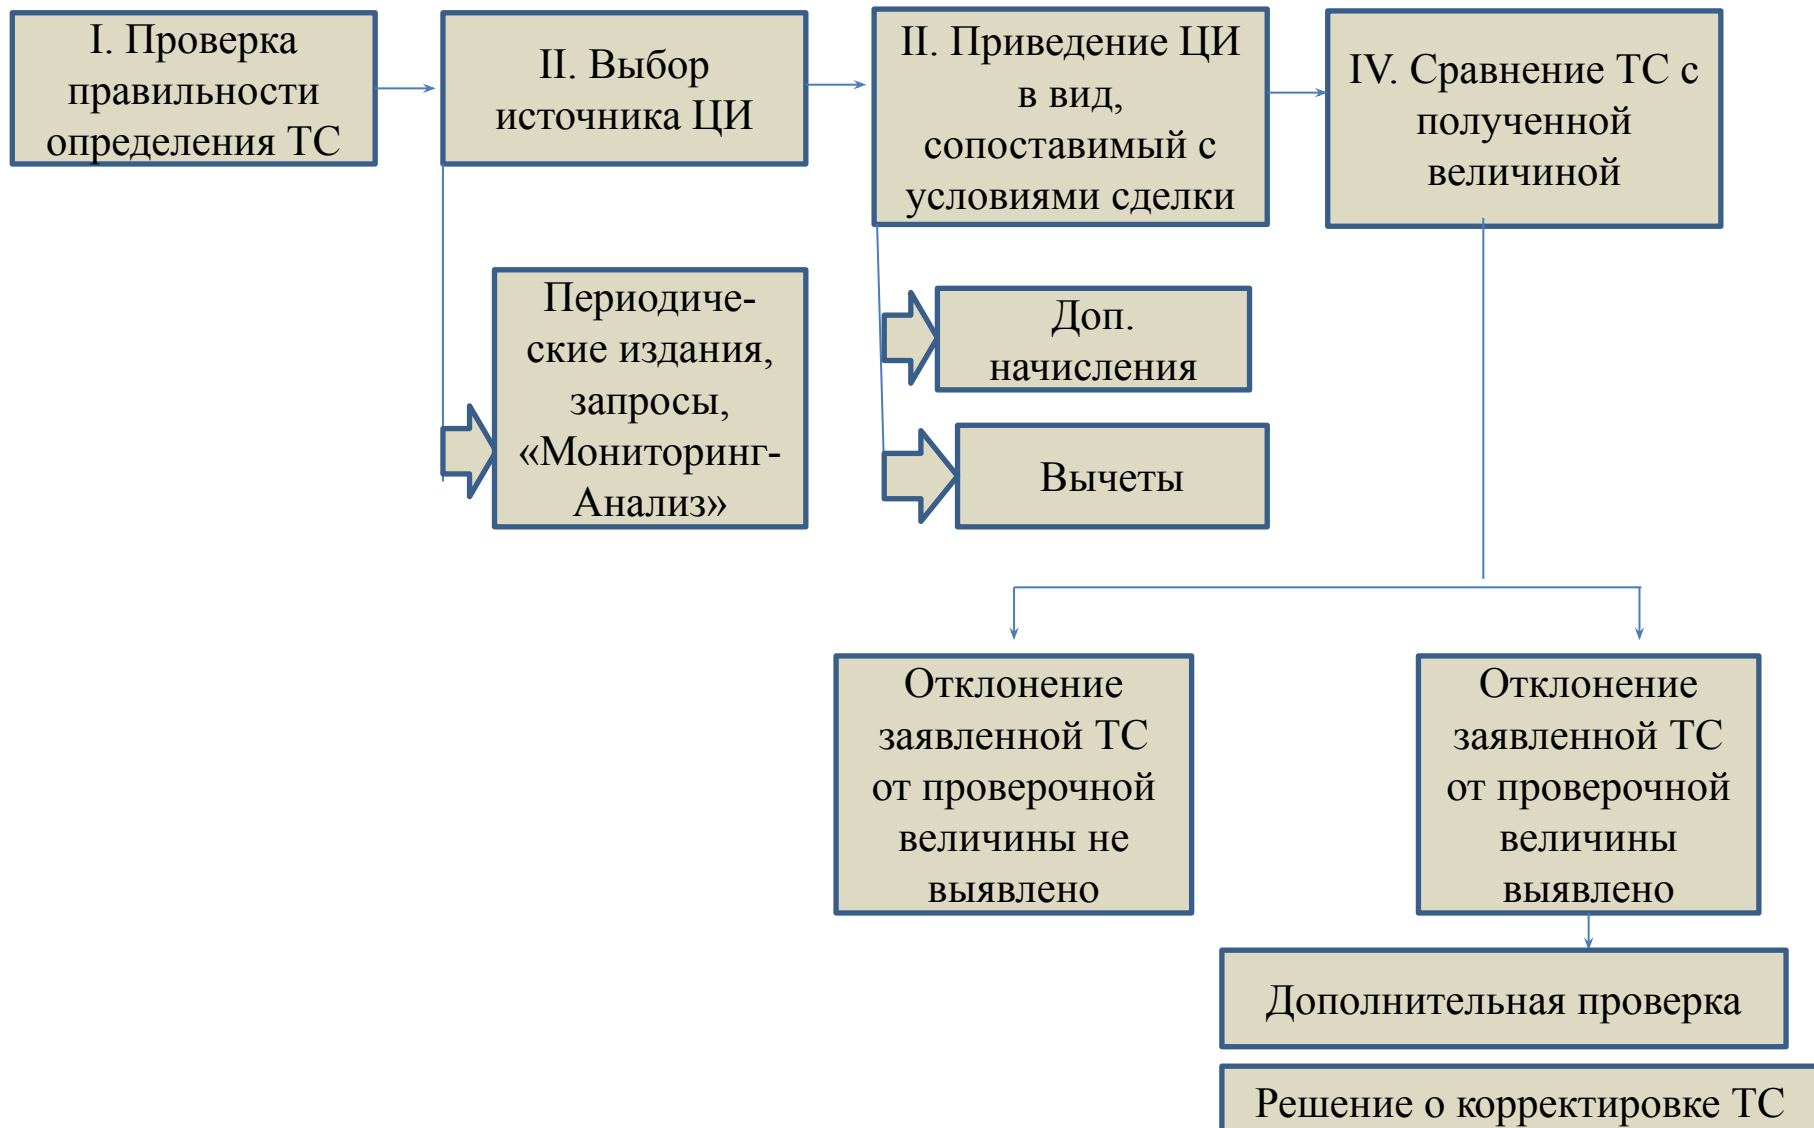 I. Проверка
правильности
определения ТС
II. Выбор
источника ЦИ
II. Приведение ЦИ
в вид,
сопоставимый с
условиями сделки
IV. Сравнение ТС с
полученной
величиной
Периодиче-
ские издания,
запросы,
«Мониторинг-
Анализ»
Доп.
начисления
Вычеты
Отклонение
заявленной ТС
от проверочной
величины не
выявлено
Отклонение
заявленной ТС
от проверочной
величины
выявлено
Дополнительная проверка
Решение о корректировке ТС